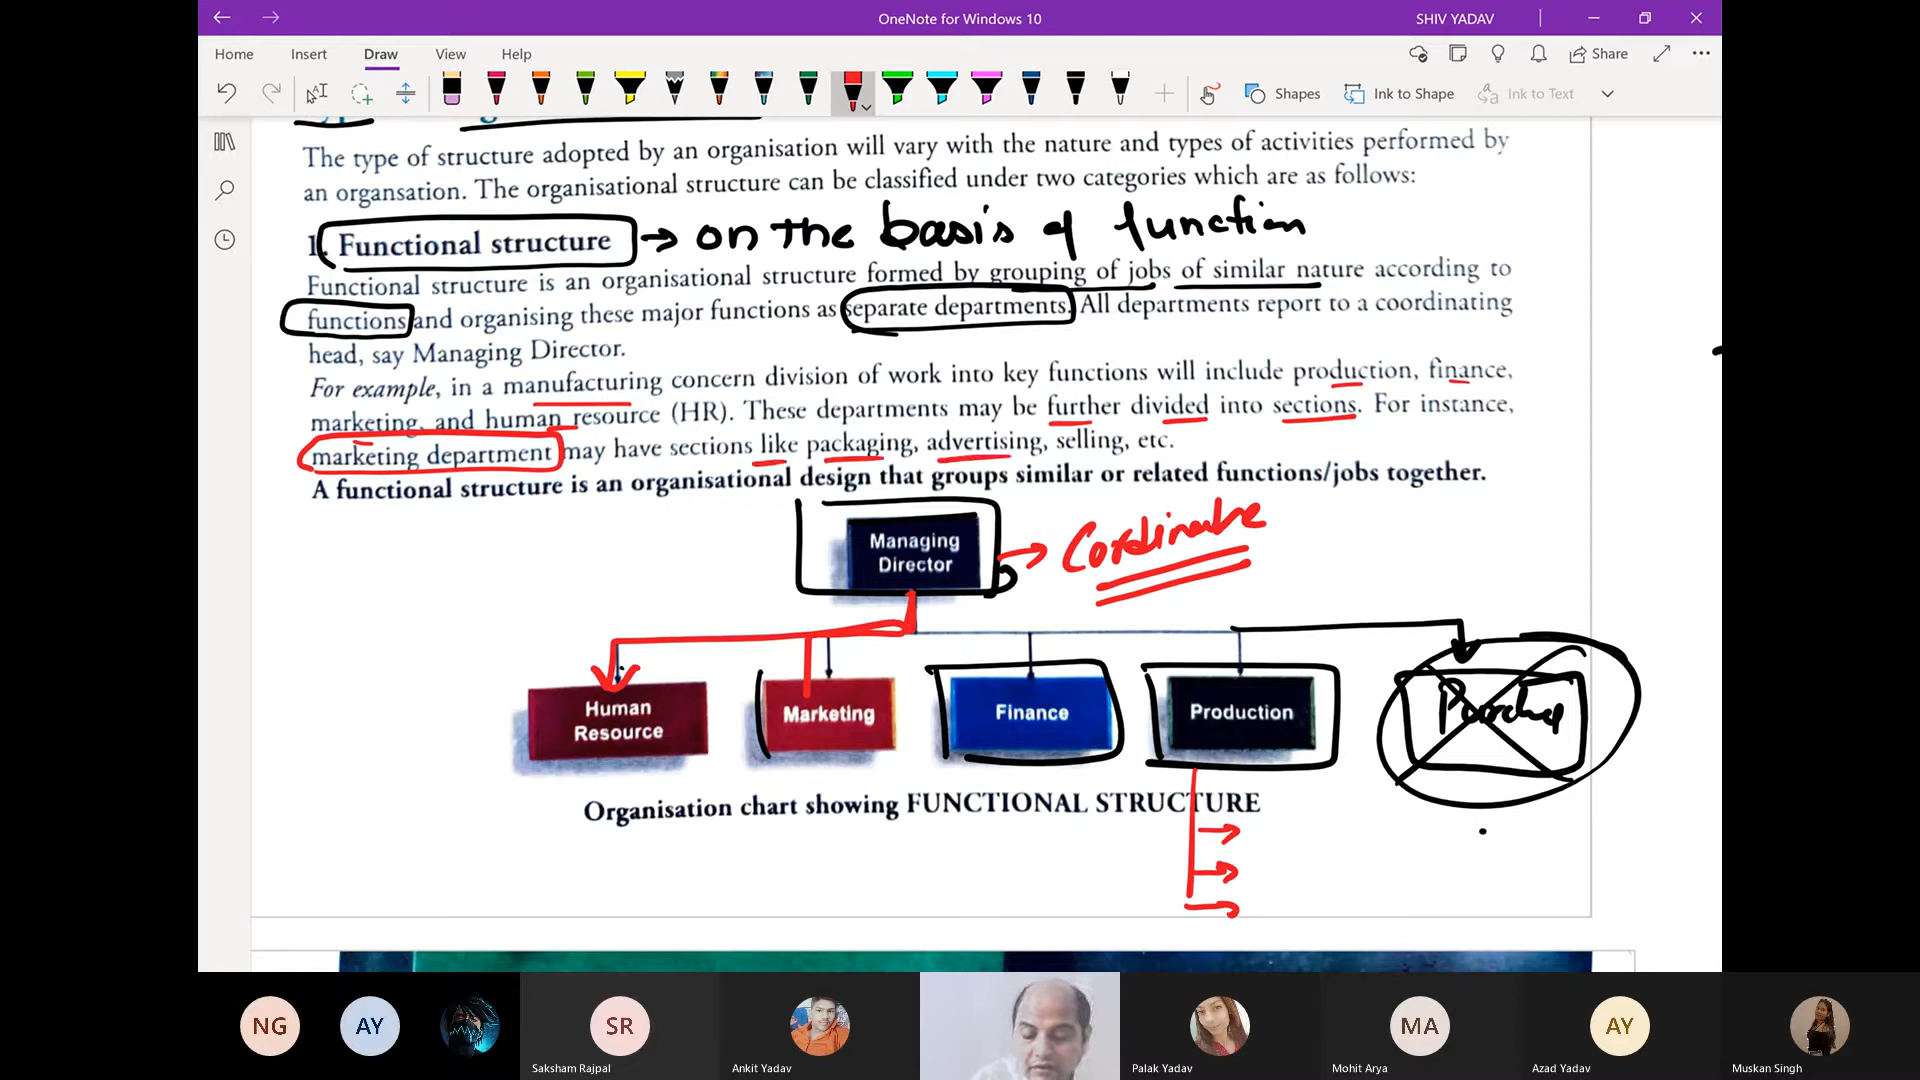 OneNote for Windows 10
SHIV YADAV
Home Insert Draw View Help
Share
Shapes Ink to Shape Ink to Text
The type of structure adopted by an organisation will vary with the nature and types of activities performed by
an organsation. The organisational structure can be classified under two categories which are as follows:
1. Functional structure → on the basis of function
Functional structure is an organisational structure formed by grouping of jobs of similar nature according to
functions and organising these major functions as separate departments. All departments report to a coordinating
head, say Managing Director.
For example, in a manufacturing concern division of work into key functions will include production, finance,
marketing, and human resource (HR). These departments may be further divided into sections. For instance,
marketing department may have sections like packaging, advertising, selling, etc.
A functional structure is an organisational design that groups similar or related functions/jobs together.
Managing
Director
Human
Resource
Marketing
Finance
Production
Organisation chart showing FUNCTIONAL STRUCTURE
NG
AY
SR
MA
AY
Saksham Rajpal
Ankit Yadav
Palak Yadav
Mohit Arya
Azad Yadav
Muskan Singh